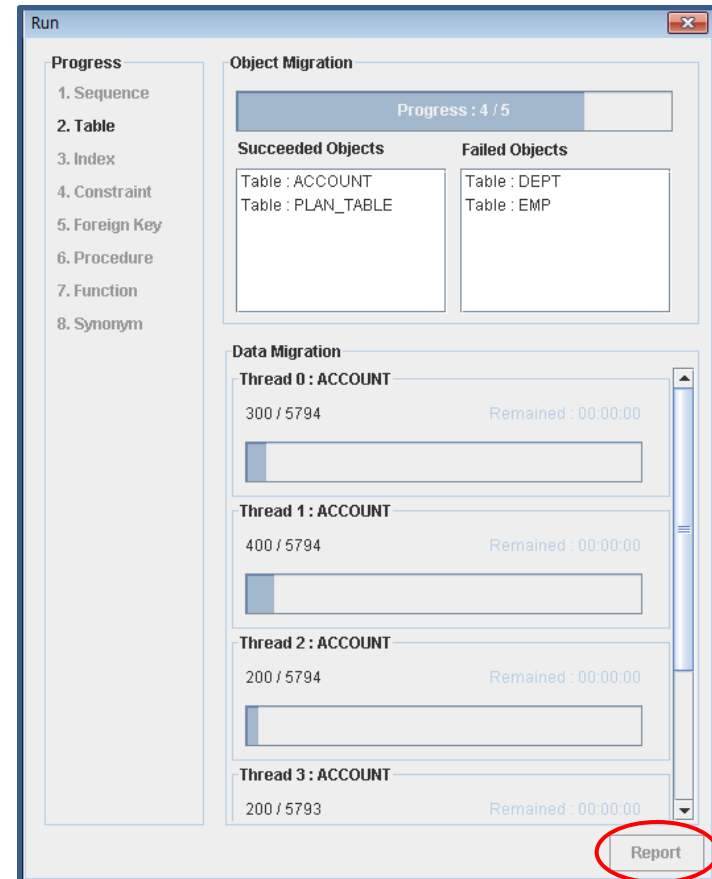 Run
Progress
1. Sequence
2. Table
3. Index
4. Constraint
5. Foreign Key
6. Procedure
7. Function
8. Synonym
Object Migration
Progress : 4 / 5
Succeeded Objects
Table : ACCOUNT
Table : PLAN_TABLE
Failed Objects
Table : DEPT
Table : EMP
Data Migration
Thread 0 : ACCOUNT
300 / 5794 Remained : 00:00:00
Thread 1 : ACCOUNT
400 / 5794 Remained : 00:00:00
Thread 2 : ACCOUNT
200 / 5794 Remained : 00:00:00
Thread 3 : ACCOUNT
200 / 5793 Remained : 00:00:00
Report